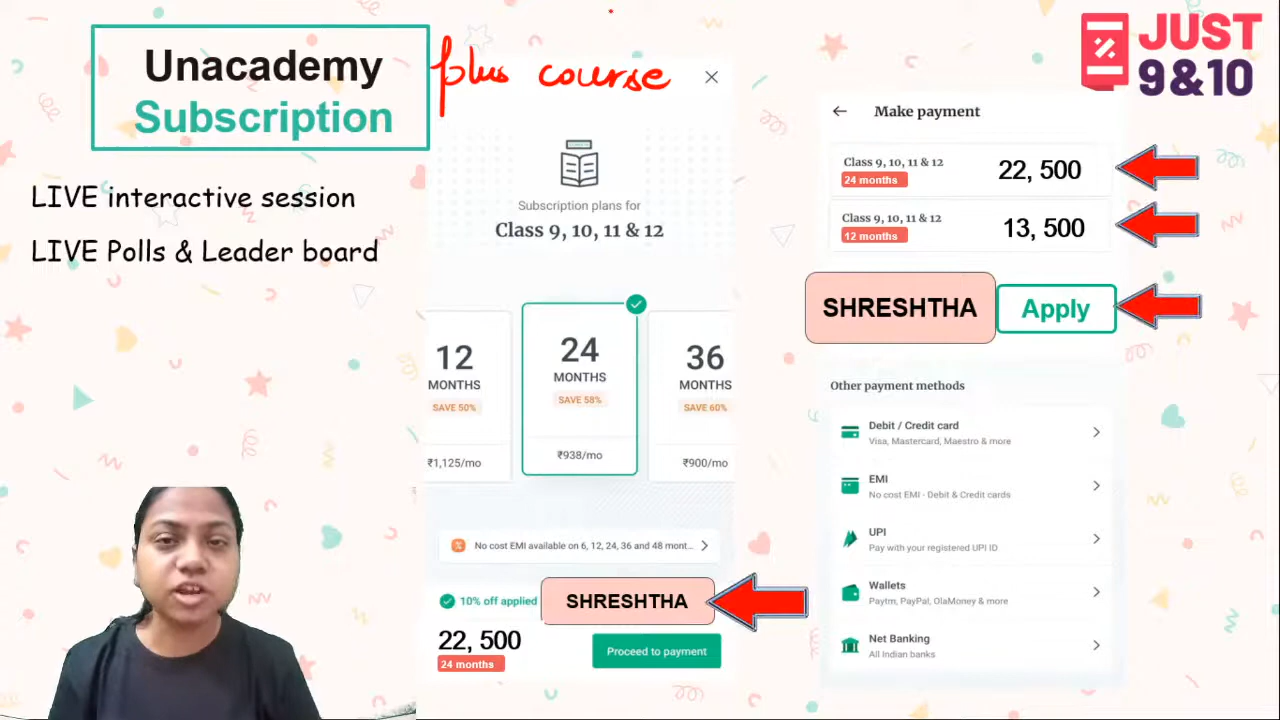 Unacademy
Subscription
plus course
LIVE interactive session
LIVE Polls & Leader board
Subscription plans for
Class 9, 10, 11 & 12
12
MONTHS
SAVE 50%
₹1,125/mo
24
MONTHS
SAVE 58%
₹938/mo
36
MONTHS
SAVE 60%
₹900/mo
No cost EMI available on 6, 12, 24, 36 and 48 mont...
10% off applied
SHRESHTHA
22, 500
24 months
Proceed to payment
JUST
9&10
Make payment
Class 9, 10, 11 & 12
24 months
22, 500
Class 9, 10, 11 & 12
12 months
13, 500
SHRESHTHA
Apply
Other payment methods
Debit / Credit card
Visa, Mastercard, Maestro & more
EMI
No cost EMI - Debit & Credit cards
UPI
Pay with your registered UPI ID
Wallets
Paytm, PayPal, OlaMoney & more
Net Banking
All Indian banks